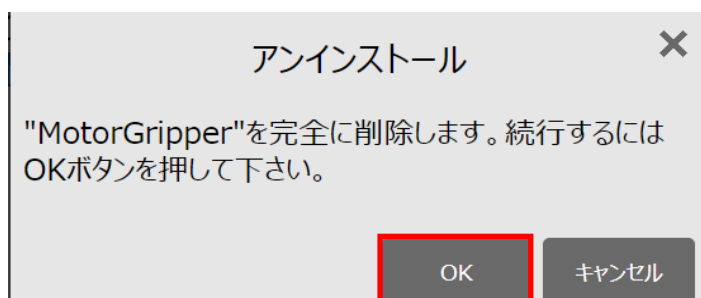 アンインストール
"MotorGripper"を完全に削除します。続行するには
OKボタンを押して下さい。
OK
キャンセル